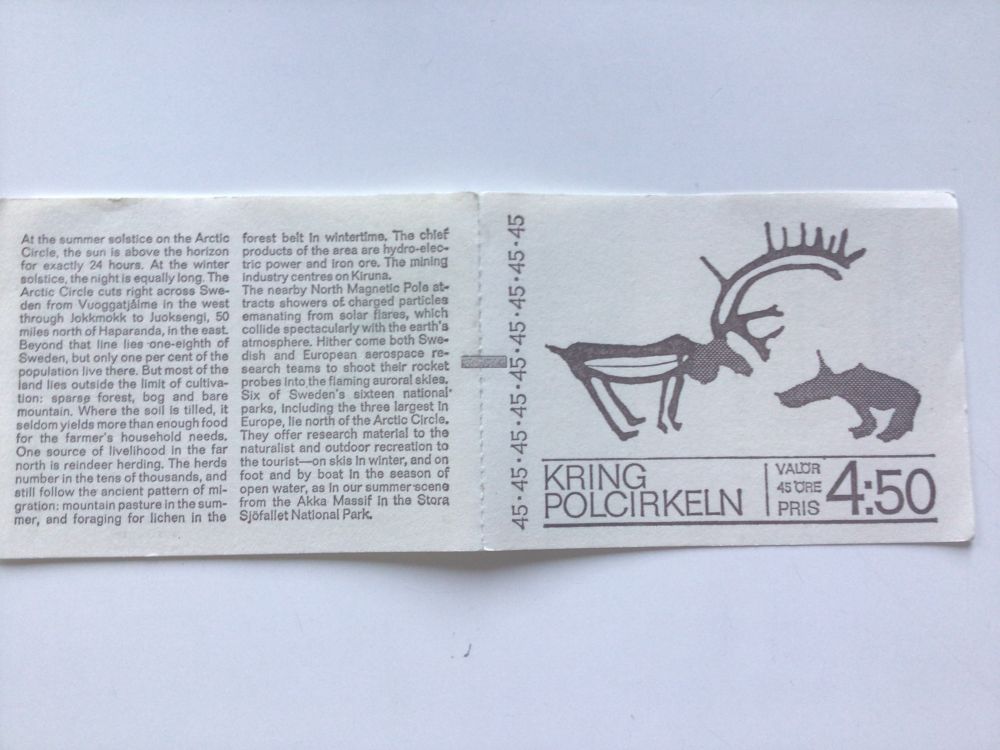 At the summer solstice on the Arctic
Circle, the sun is above the horizon
for exactly 24 hours. At the winter
solstice, the night is equally long. The
Arctic Circle cuts right across Swe-
den from Vuoggatjålme in the west
through Jokkmokk to Juoksengi, 50
miles north of Haparanda, in the east.
Beyond that line lies one-eighth of
Sweden, but only one per cent of the
population live there. But most of the
land lies outside the limit of cultiva-
tion: sparse forest, bog and bare
mountain. Where the soil is tilled, it
seldom yields more than enough food
for the farmer's household needs.
One source of livelihood in the far
north is reindeer herding. The herds
number in the tens of thousands, and
still follow the ancient pattern of mi-
gration: mountain pasture in the sum-
mer, and foraging for lichen in the
forest belt in wintertime. The chief
products of the area are hydro-elec-
tric power and iron ore. The mining
industry centres on Kiruna.
The nearby North Magnetic Pole at-
tracts showers of charged particles
emanating from solar flares, which
collide spectacularly with the earth's
atmosphere. Hither come both Swe-
dish and European aerospace re-
search teams to shoot their rocket
probes into the flaming auroral skies.
Six of Sweden's sixteen national
parks, including the three largest in
Europe, lie north of the Arctic Circle.
They offer research material to the
naturalist and outdoor recreation to
the tourist—on skis in winter, and on
foot and by boat in the season of
open water, as in our summer scene
from the Akka Massif in the Stora
Sjöfallet National Park.
45·45·45·45·45·45·45·45
KRING
POLCIRKELN
VALÖR
45 ÖRE
PRIS
4:50